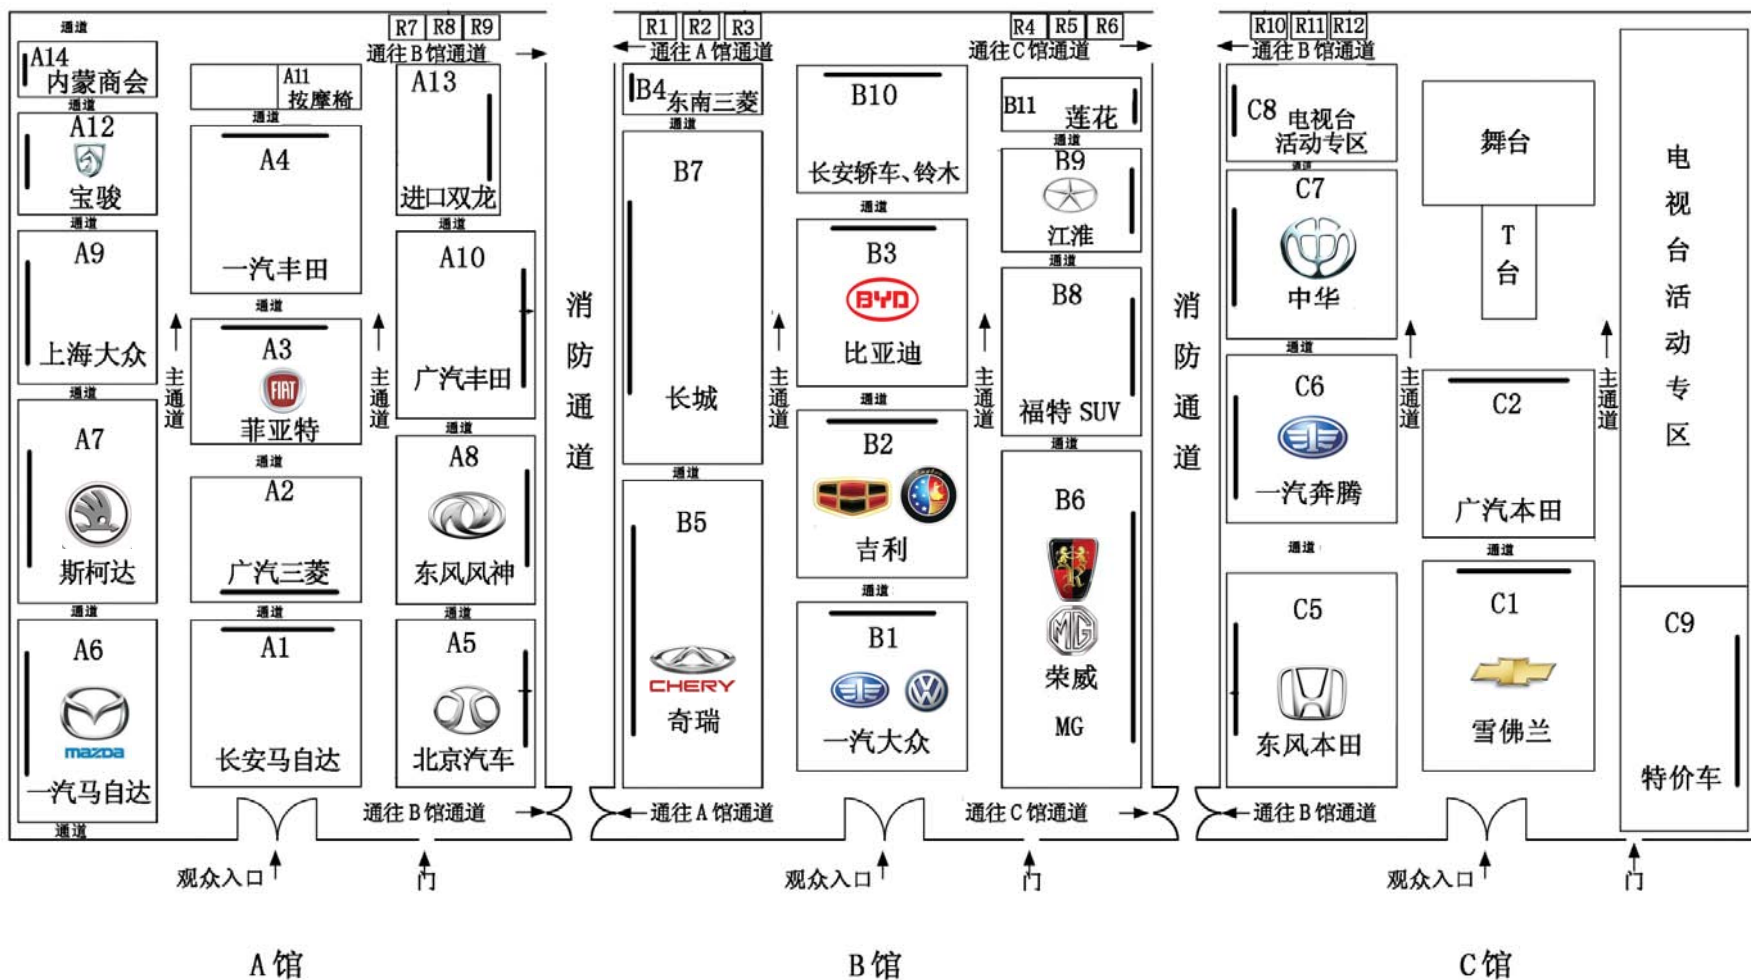 通道
R7 R8 R9
通往B馆通道
A14
内蒙商会
通道
A12
宝骏
通道
A9
上海大众
通道
A7
斯柯达
通道
A6
mazda
一汽马自达
通道
A11
按摩椅
通道
A4
一汽丰田
通道
A3
FIAT
菲亚特
通道
A2
广汽三菱
通道
A1
长安马自达
主通道
主通道
A13
进口双龙
通道
A10
广汽丰田
通道
A8
东风风神
通道
A5
北京汽车
通往B馆通道
观众入口
门
A馆
消防通道
R1 R2 R3
通往A馆通道
R4 R5 R6
通往C馆通道
B4 东南三菱
通道
B7
长城
通道
B5
CHERY
奇瑞
通往A馆通道
B10
长安轿车、铃木
通道
B3
BYD
比亚迪
通道
B2
吉利
通道
B1
一汽大众
主通道
主通道
B11 莲花
通道
B9
江淮
通道
B8
福特 SUV
通道
B6
MG
荣威
MG
通往C馆通道
观众入口
门
B馆
消防通道
R10 R11 R12
通往B馆通道
C8 电视台
活动专区
通道
C7
中华
通道
C6
一汽奔腾
通道
C5
东风本田
通往B馆通道
舞台
T台
主通道
主通道
C2
广汽本田
通道
C1
雪佛兰
电视台活动专区
C9
特价车
观众入口
门
C馆